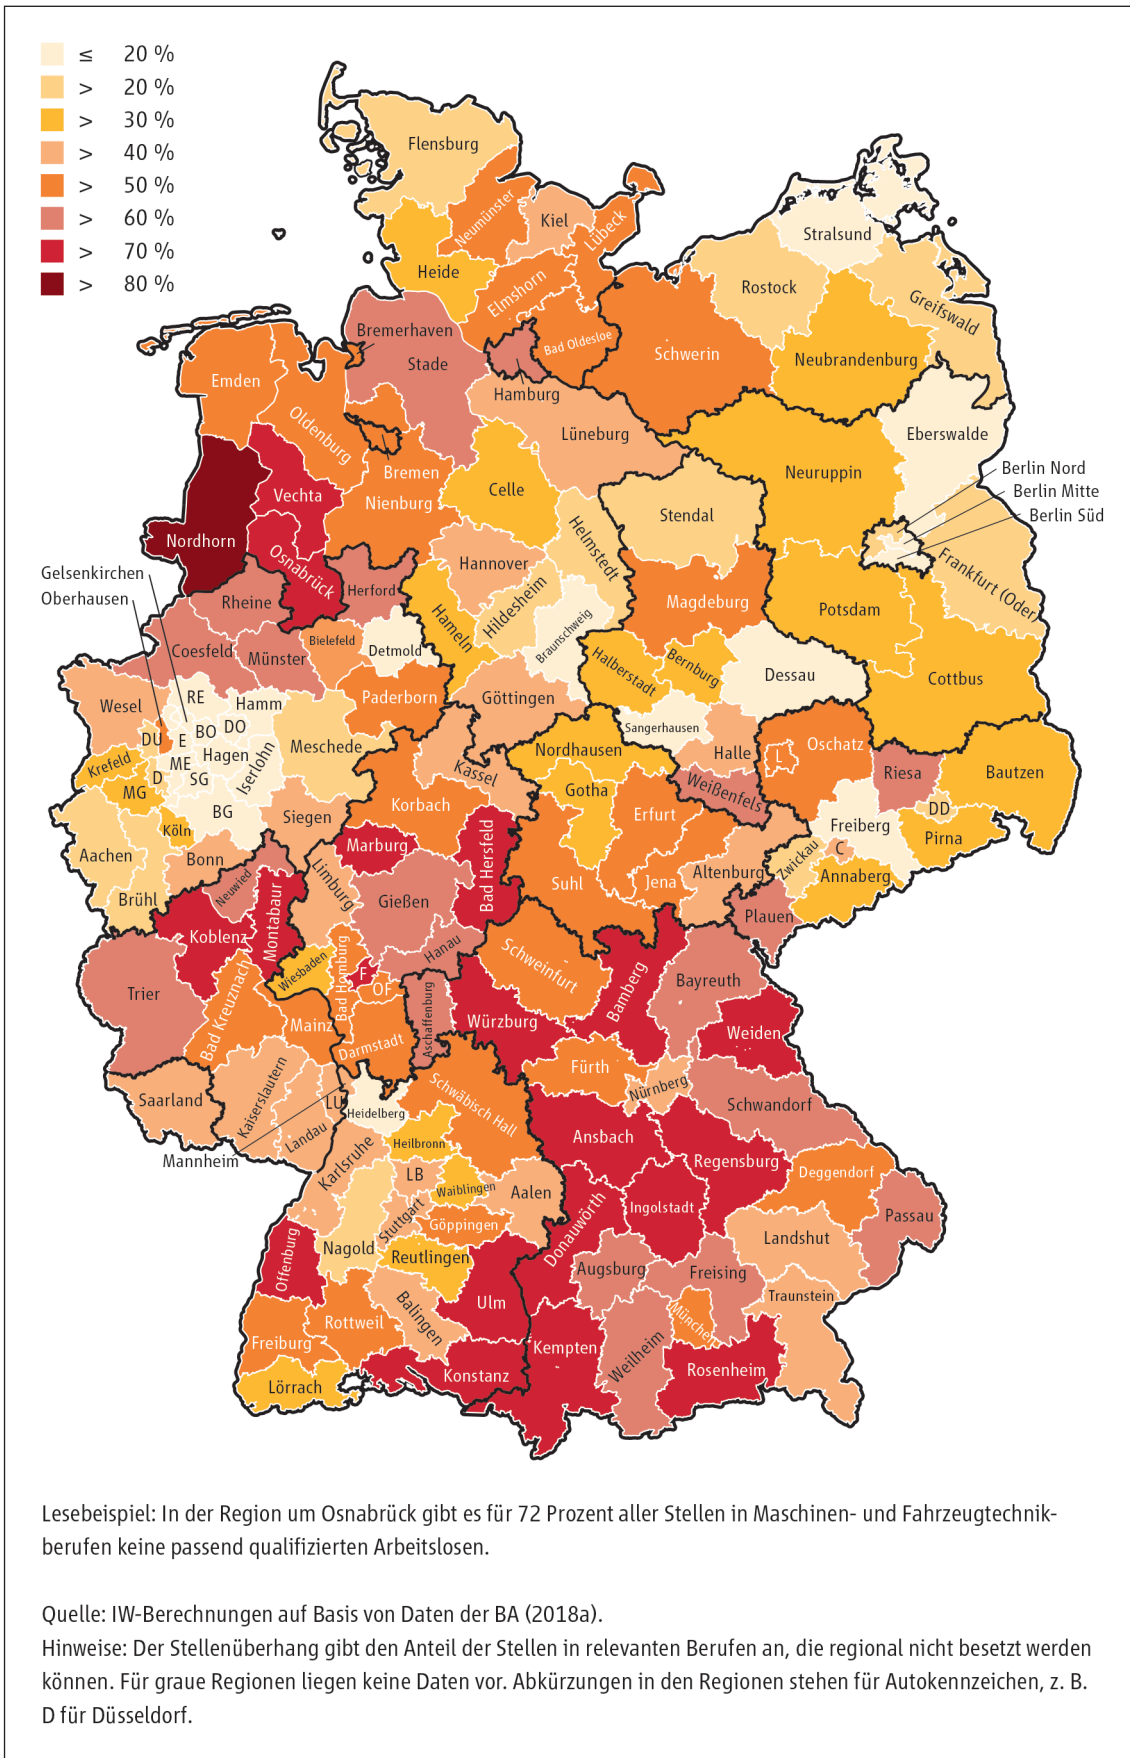 ≤ 20 %
> 20 %
> 30 %
> 40 %
> 50 %
> 60 %
> 70 %
> 80 %
Flensburg
Neumünster
Kiel
Lübeck
Heide
Elmshorn
Bad Oldesloe
Stralsund
Rostock
Greifswald
Schwerin
Neubrandenburg
Bremerhaven
Stade
Hamburg
Emden
Oldenburg
Lüneburg
Bremen
Nienburg
Celle
Vechta
Nordhorn
Osnabrück
Eberswalde
Neuruppin
Berlin Nord
Berlin Mitte
Berlin Süd
Stendal
Helmstedt
Hannover
Hildesheim
Braunschweig
Hameln
Magdeburg
Potsdam
Frankfurt (Oder)
Gelsenkirchen
Oberhausen
Rheine
Herford
Coesfeld
Münster
Bielefeld
Detmold
Halberstadt
Bernburg
Dessau
Cottbus
Wesel
RE
Hamm
Paderborn
Göttingen
DU
E
BO
DO
Sangerhausen
Krefeld
ME
Hagen
Iserlohn
Meschede
Nordhausen
Halle
L
Oschatz
Riesa
Bautzen
MG
D
SG
Kassel
Gotha
Weißenfels
DD
BG
Siegen
Korbach
Erfurt
Freiberg
Pirna
Köln
Aachen
Bonn
Marburg
Bad Hersfeld
Zwickau
C
Annaberg
Brühl
Neuwied
Limburg
Gießen
Suhl
Jena
Altenburg
Plauen
Koblenz
Montabaur
Hanau
Schweinfurt
Trier
Wiesbaden
Bad Homburg
F
OF
Bamberg
Bayreuth
Bad Kreuznach
Mainz
Darmstadt
Aschaffenburg
Würzburg
Weiden
Fürth
Nürnberg
Saarland
Kaiserslautern
LU
Landau
Heidelberg
Schwäbisch Hall
Schwandorf
Mannheim
Karlsruhe
Heilbronn
Ansbach
Regensburg
Deggendorf
LB
Waiblingen
Aalen
Ingolstadt
Passau
Stuttgart
Göppingen
Donauwörth
Landshut
Nagold
Reutlingen
Offenburg
Augsburg
Freising
Traunstein
Ulm
Balingen
Rottweil
Freiburg
München
Kempten
Weilheim
Rosenheim
Lörrach
Konstanz
Lesebeispiel: In der Region um Osnabrück gibt es für 72 Prozent aller Stellen in Maschinen- und Fahrzeugtechnik-
berufen keine passend qualifizierten Arbeitslosen.
Quelle: IW-Berechnungen auf Basis von Daten der BA (2018a).
Hinweise: Der Stellenüberhang gibt den Anteil der Stellen in relevanten Berufen an, die regional nicht besetzt werden
können. Für graue Regionen liegen keine Daten vor. Abkürzungen in den Regionen stehen für Autokennzeichen, z. B.
D für Düsseldorf.